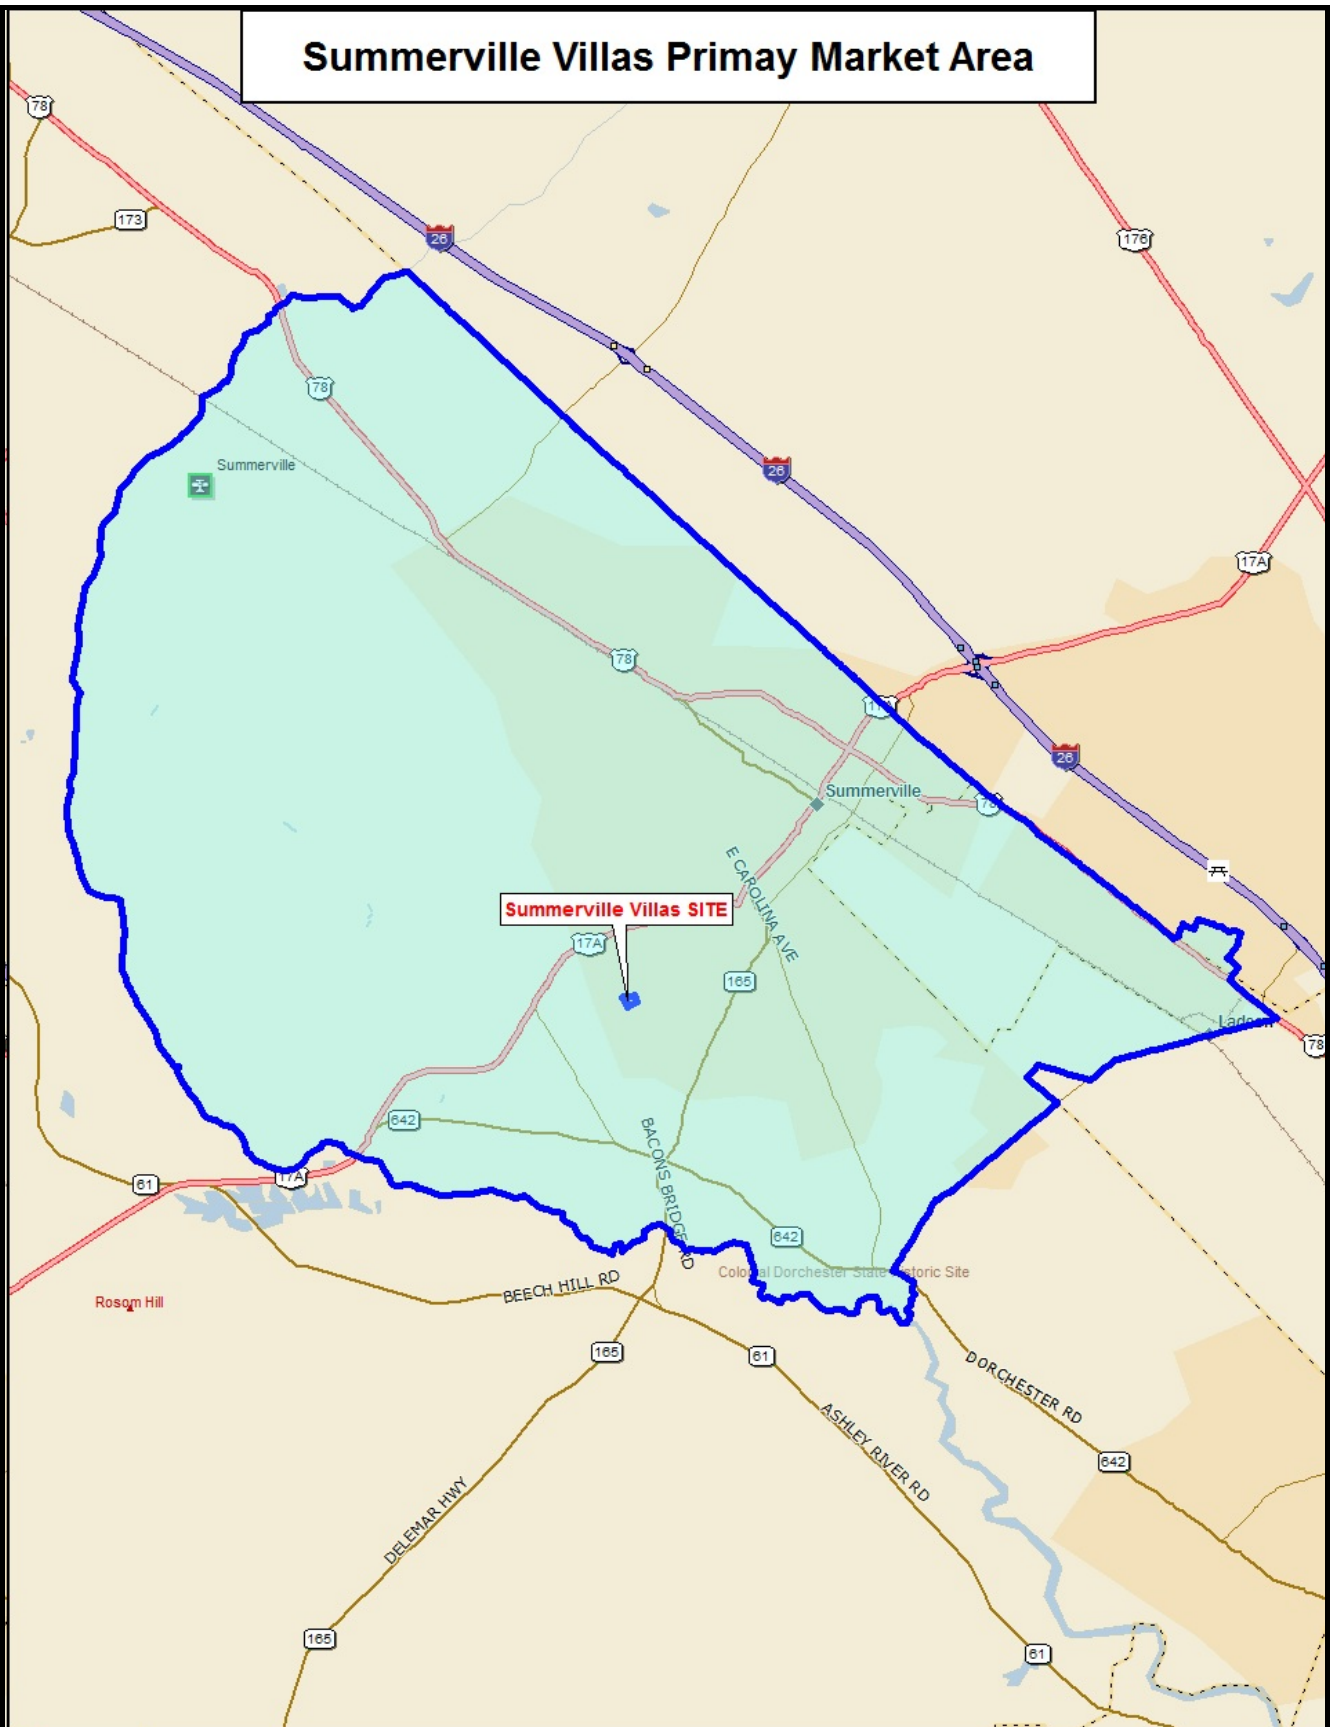 Summerville Villas Primay Market Area
78
176
173
26
78
26
Summerville
17A
78
17A
26
78
Summerville
E CAROLINA AVE
Summerville Villas SITE
17A
165
78
642
BACONS BRIDGE RD
17A
61
642
Colonial Dorchester State Historic Site
BEECH HILL RD
Rosom Hill
165
61
DORCHESTER RD
ASHLEY RIVER RD
642
DELEMAR HWY
165
61